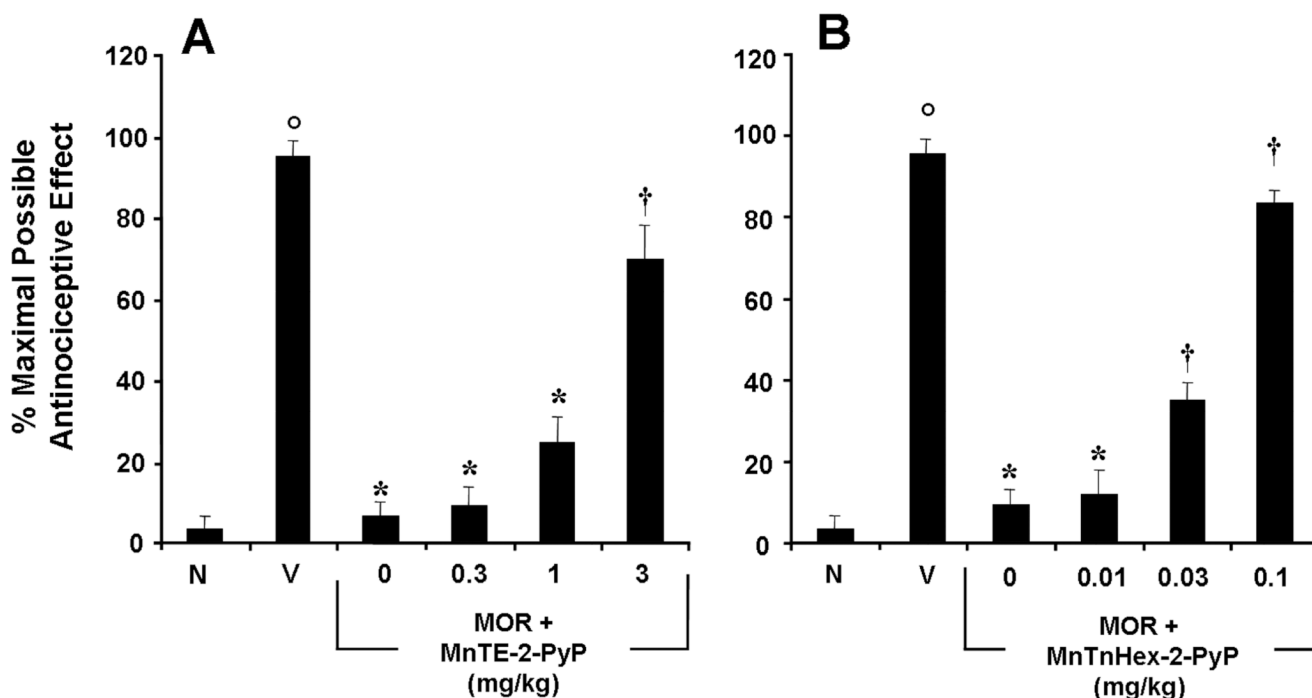 % Maximal Possible
Antinociceptive Effect
A
120
100
80
60
40
20
0
°
*
*
*
†
N V 0 0.3 1 3
MOR +
MnTE-2-PyP
(mg/kg)
B
120
100
80
60
40
20
0
°
*
*
†
†
N V 0 0.01 0.03 0.1
MOR +
MnTnHex-2-PyP
(mg/kg)